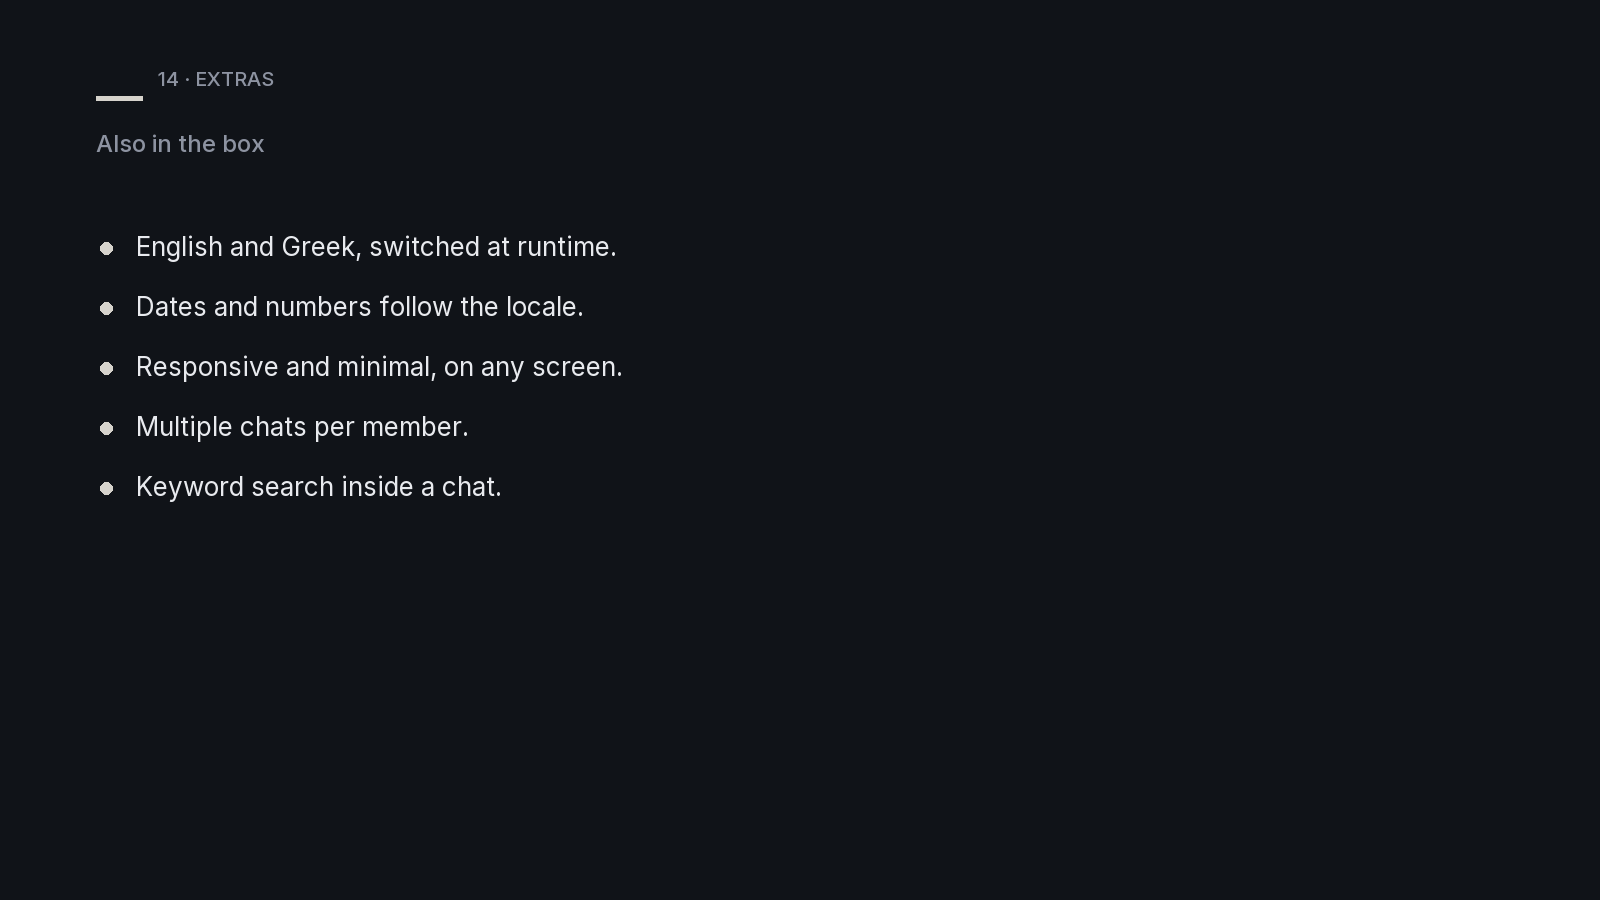 14 · EXTRAS
Also in the box
English and Greek, switched at runtime.
Dates and numbers follow the locale.
Responsive and minimal, on any screen.
Multiple chats per member.
Keyword search inside a chat.